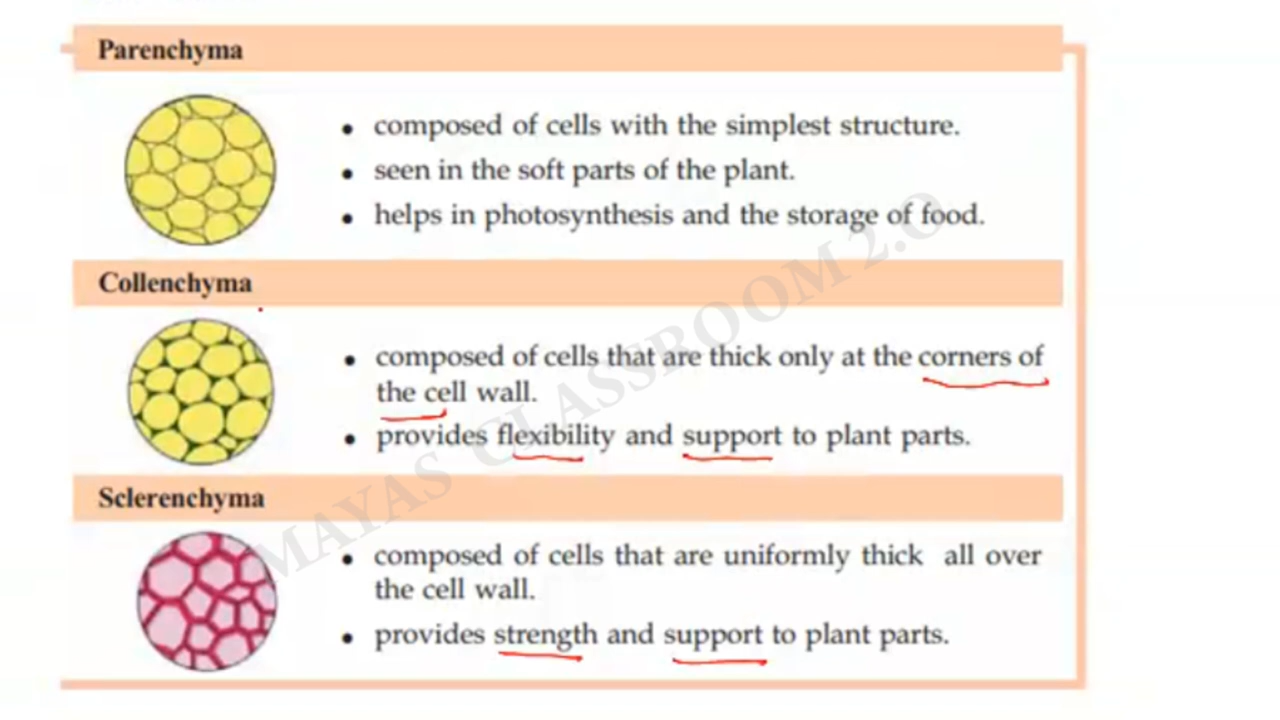 Parenchyma
• composed of cells with the simplest structure.
• seen in the soft parts of the plant.
• helps in photosynthesis and the storage of food.
Collenchyma
• composed of cells that are thick only at the corners of
the cell wall.
• provides flexibility and support to plant parts.
Sclerenchyma
• composed of cells that are uniformly thick all over
the cell wall.
• provides strength and support to plant parts.
MAYAS CLASSROOM 2.O